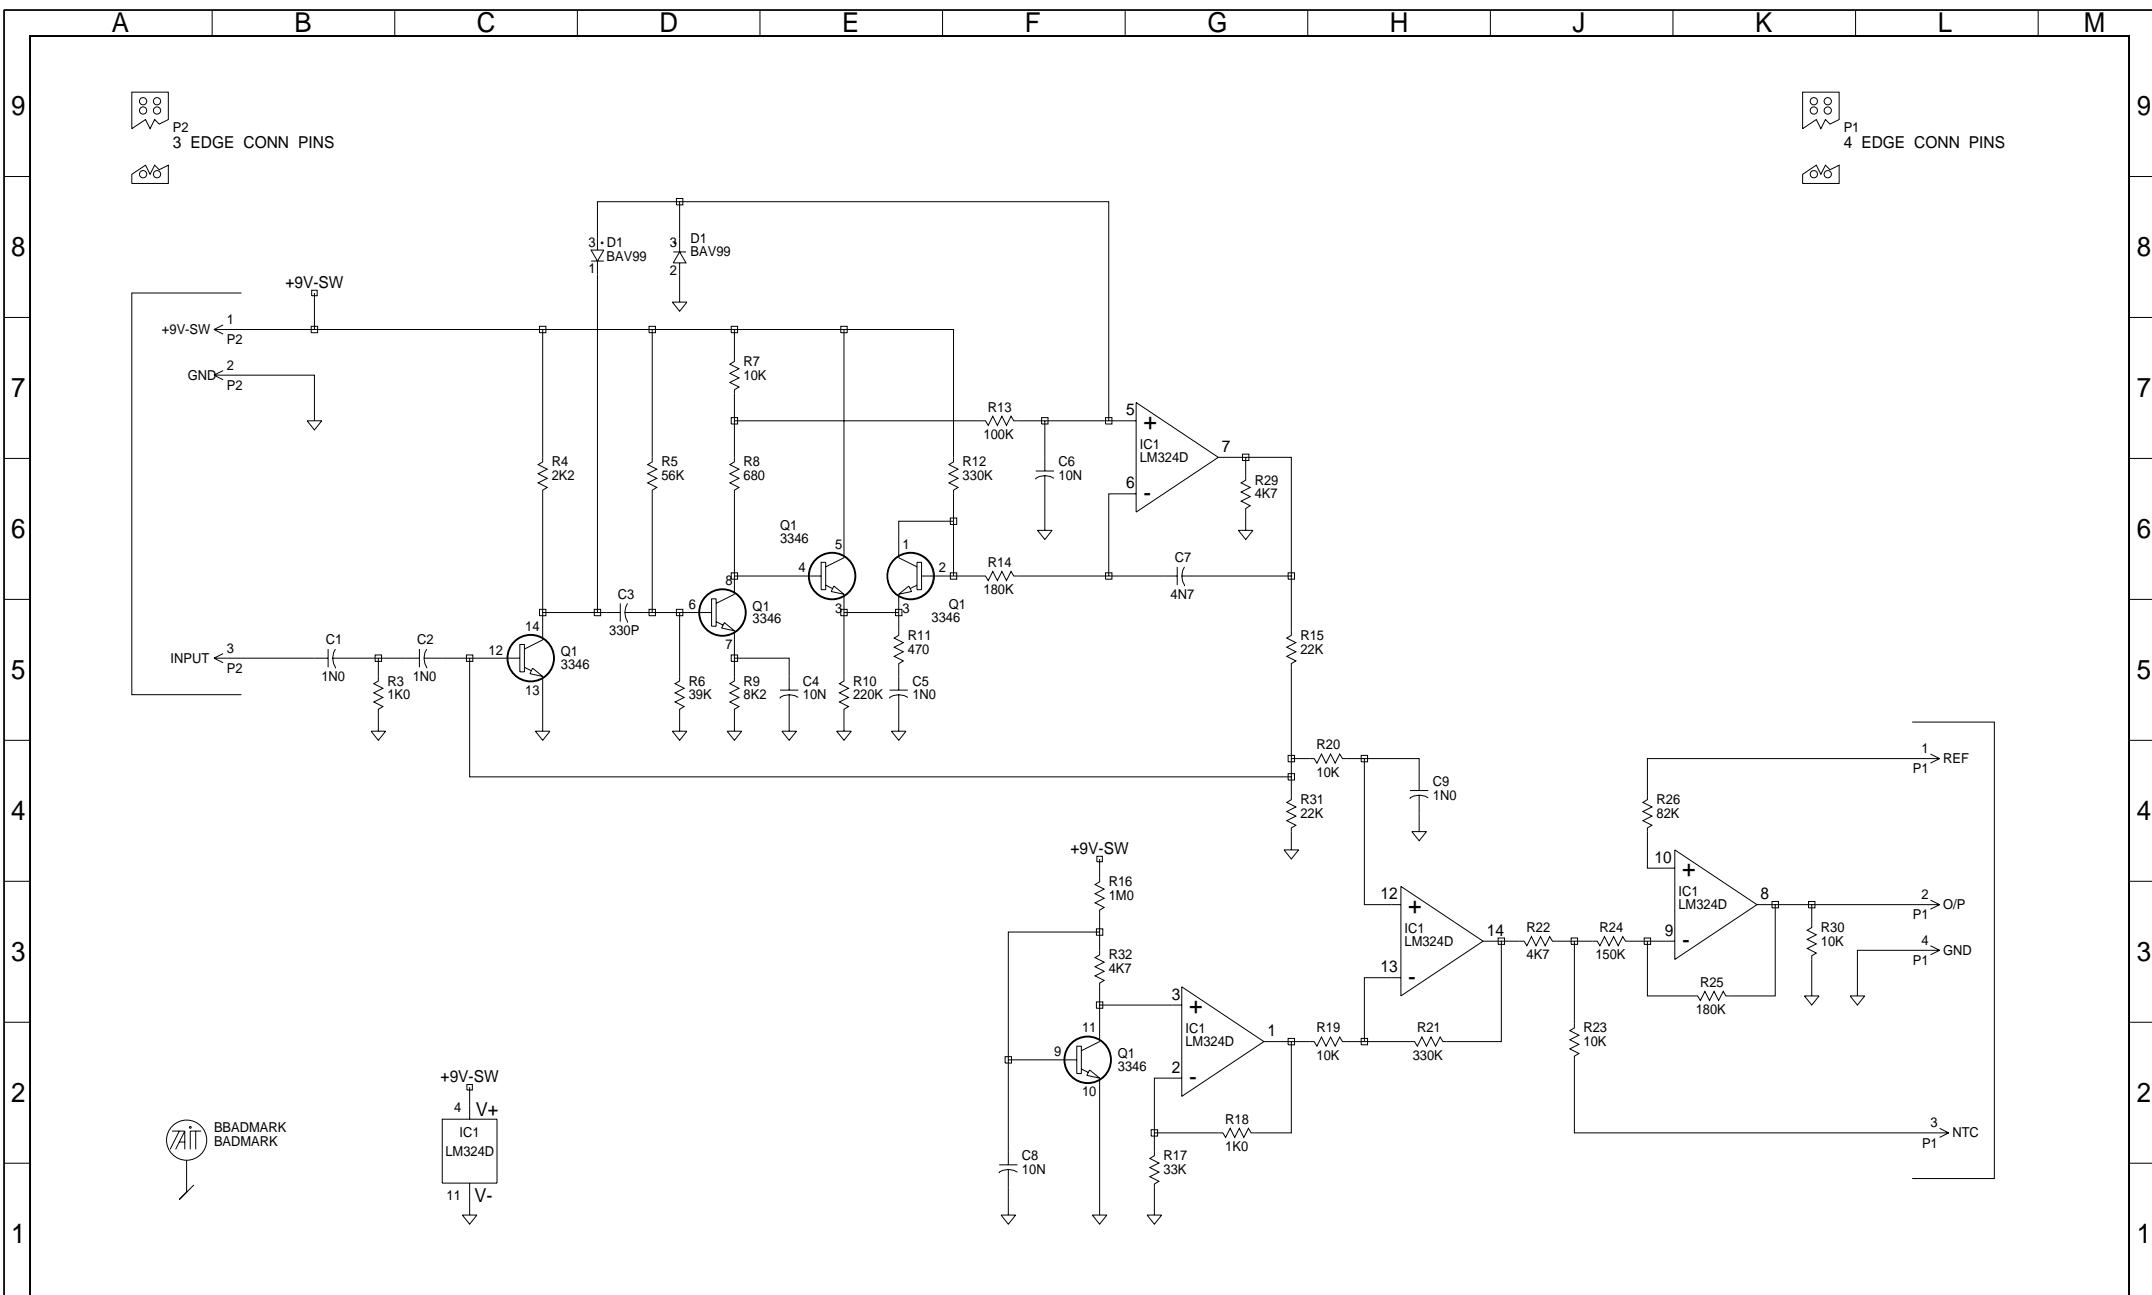 A B C D E F G H J K L M
9 9
P2
3 EDGE CONN PINS
P1
4 EDGE CONN PINS
8 8
3 D1
BAV99
1
3 D1
BAV99
2
+9V-SW
+9V-SW 1
P2
GND 2
P2
7 7
R7
10K
R13
100K
5
+
IC1
LM324D
7
6
-
R4
2K2
R5
56K
R8
680
R12
330K
C6
10N
R29
4K7
6 6
Q1
3346
5
4
3
1
2
3
Q1
3346
R14
180K
C7
4N7
C3
330P
8
6
7
Q1
3346
R11
470
R15
22K
5 5
INPUT 3
P2
C1
1N0
R3
1K0
C2
1N0
14
12
13
Q1
3346
R6
39K
R9
8K2
C4
10N
R10
220K
C5
1N0
R20
10K
C9
1N0
1
P1
REF
4 4
R31
22K
R26
82K
+9V-SW
R16
1M0
10
+
IC1
LM324D
8
9
-
2
P1
O/P
12
+
IC1
LM324D
14
13
-
R22
4K7
R24
150K
R30
10K
4
P1
GND
3 3
R32
4K7
R25
180K
3
+
IC1
LM324D
1
2
-
11
9
10
Q1
3346
R19
10K
R21
330K
R23
10K
2 2
+9V-SW
4 V+
IC1
LM324D
11 V-
TAIT
BBADMARK
BADMARK
R18
1K0
3
P1
NTC
C8
10N
R17
33K
1 1